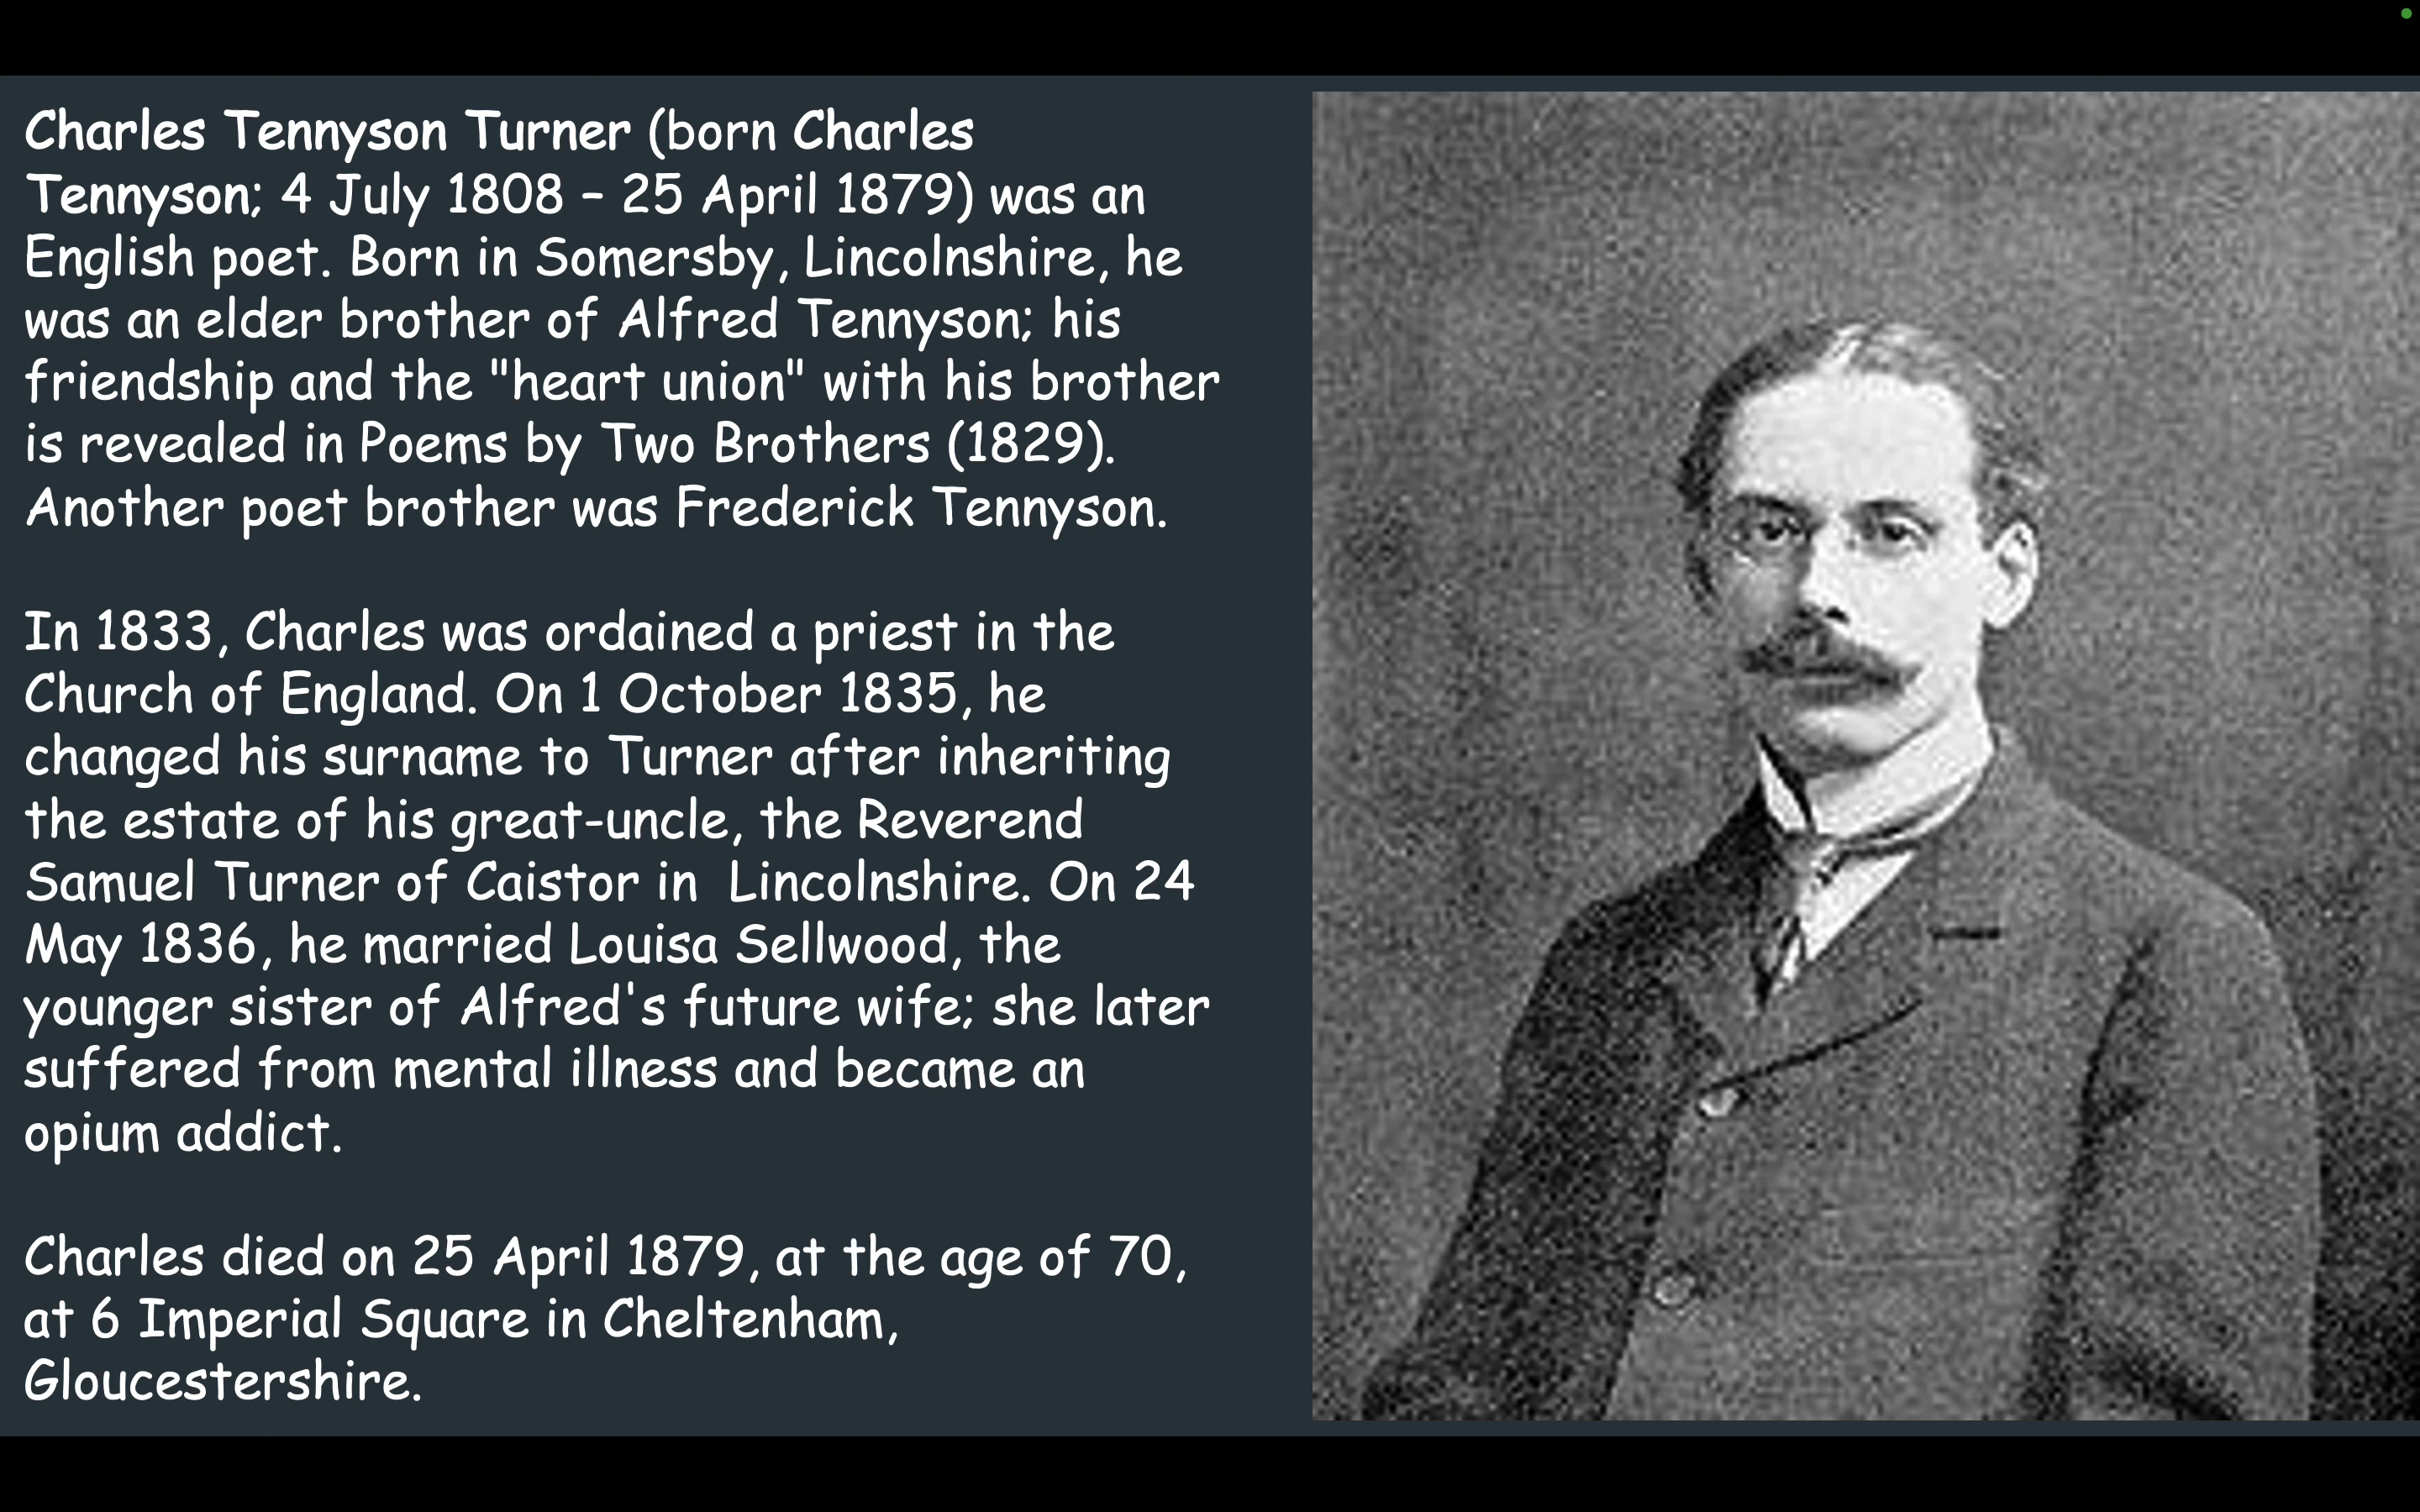 Charles Tennyson Turner (born Charles
Tennyson; 4 July 1808 – 25 April 1879) was an
English poet. Born in Somersby, Lincolnshire, he
was an elder brother of Alfred Tennyson; his
friendship and the "heart union" with his brother
is revealed in Poems by Two Brothers (1829).
Another poet brother was Frederick Tennyson.
In 1833, Charles was ordained a priest in the
Church of England. On 1 October 1835, he
changed his surname to Turner after inheriting
the estate of his great-uncle, the Reverend
Samuel Turner of Caistor in  Lincolnshire. On 24
May 1836, he married Louisa Sellwood, the
younger sister of Alfred's future wife; she later
suffered from mental illness and became an
opium addict.
Charles died on 25 April 1879, at the age of 70,
at 6 Imperial Square in Cheltenham,
Gloucestershire.